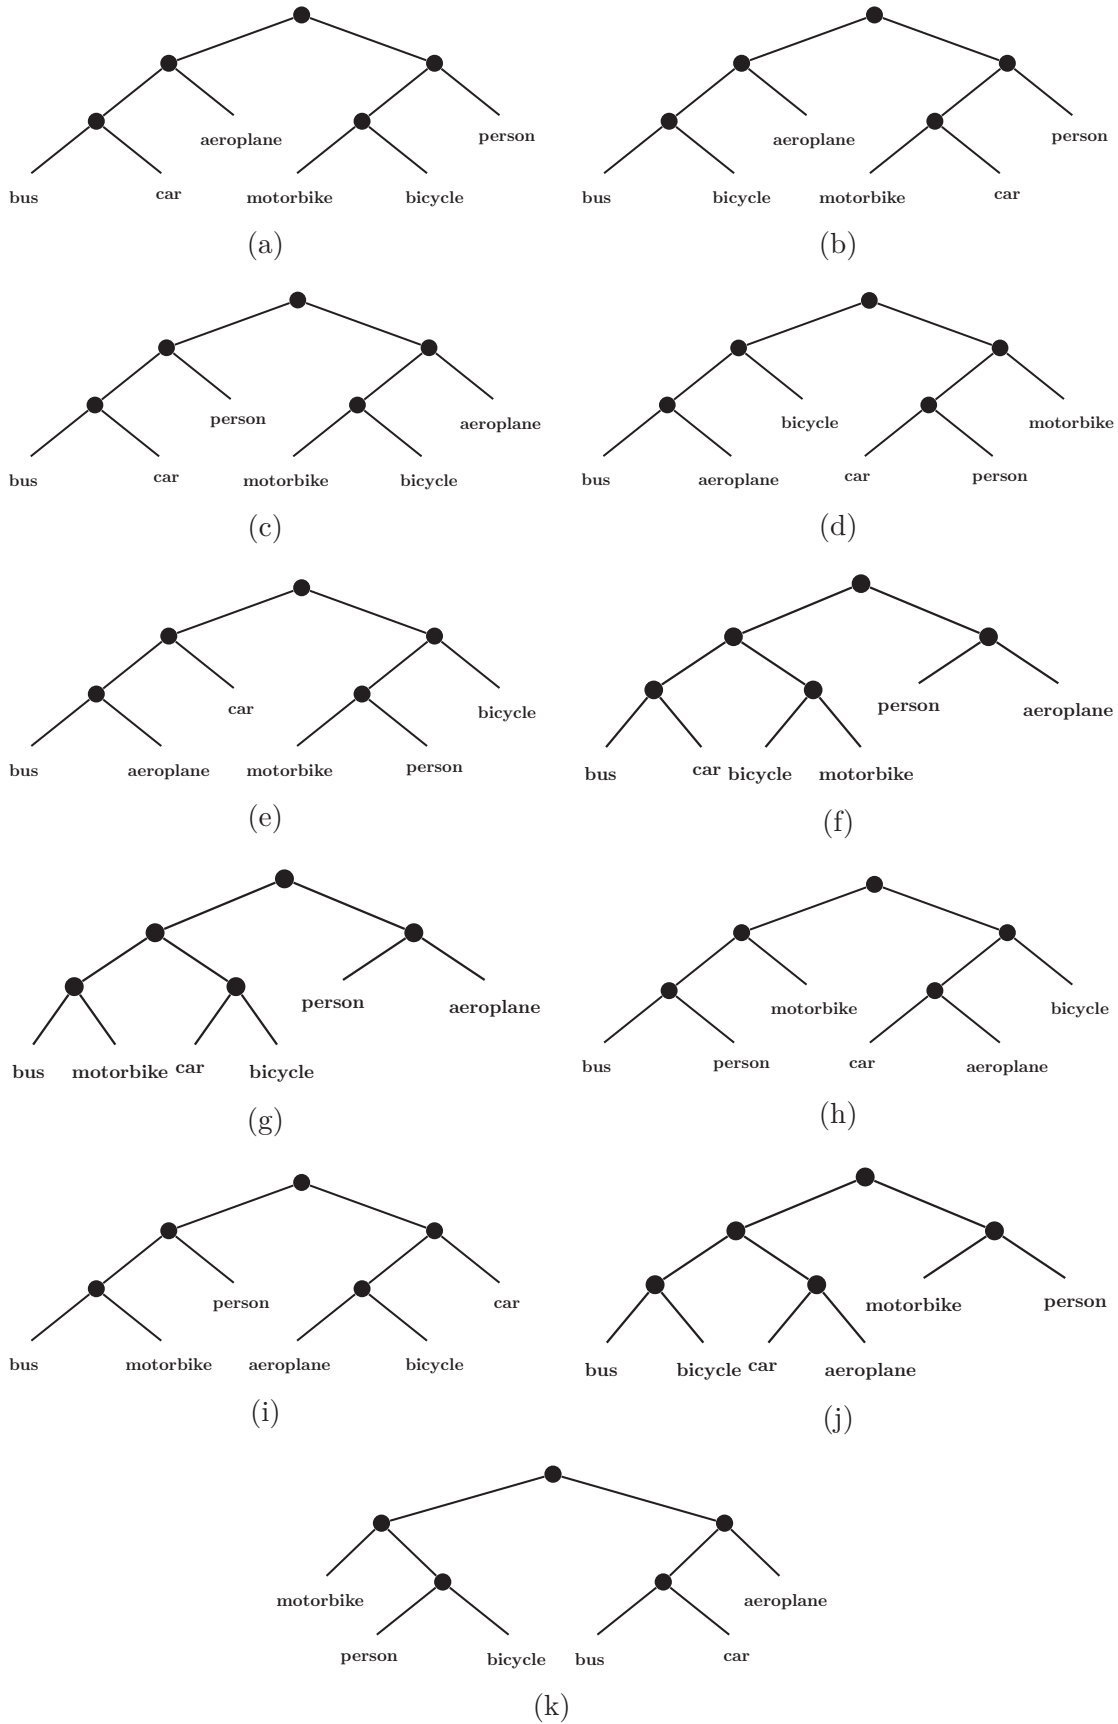 aeroplane person
bus car motorbike bicycle
(a)
aeroplane person
bus bicycle motorbike car
(b)
person aeroplane
bus car motorbike bicycle
(c)
bicycle motorbike
bus aeroplane car person
(d)
car bicycle
bus aeroplane motorbike person
(e)
person aeroplane
bus car bicycle motorbike
(f)
person aeroplane
bus motorbike car bicycle
(g)
motorbike bicycle
bus person car aeroplane
(h)
person car
bus motorbike aeroplane bicycle
(i)
motorbike person
bus bicycle car aeroplane
(j)
motorbike aeroplane
person bicycle bus car
(k)